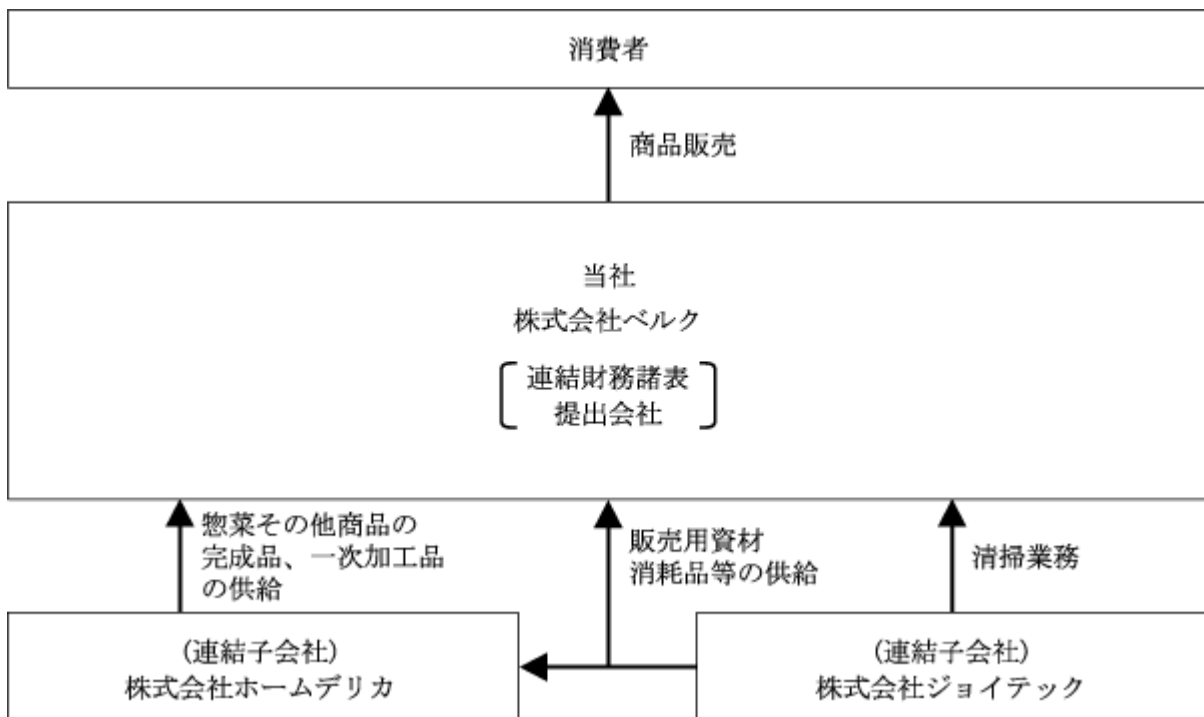 消費者
商品販売
当社
株式会社ベルク
連結財務諸表
提出会社
惣菜その他商品の
完成品、一次加工品
の供給
販売用資材
消耗品等の供給
清掃業務
(連結子会社)
株式会社ホームデリカ
(連結子会社)
株式会社ジョイテック